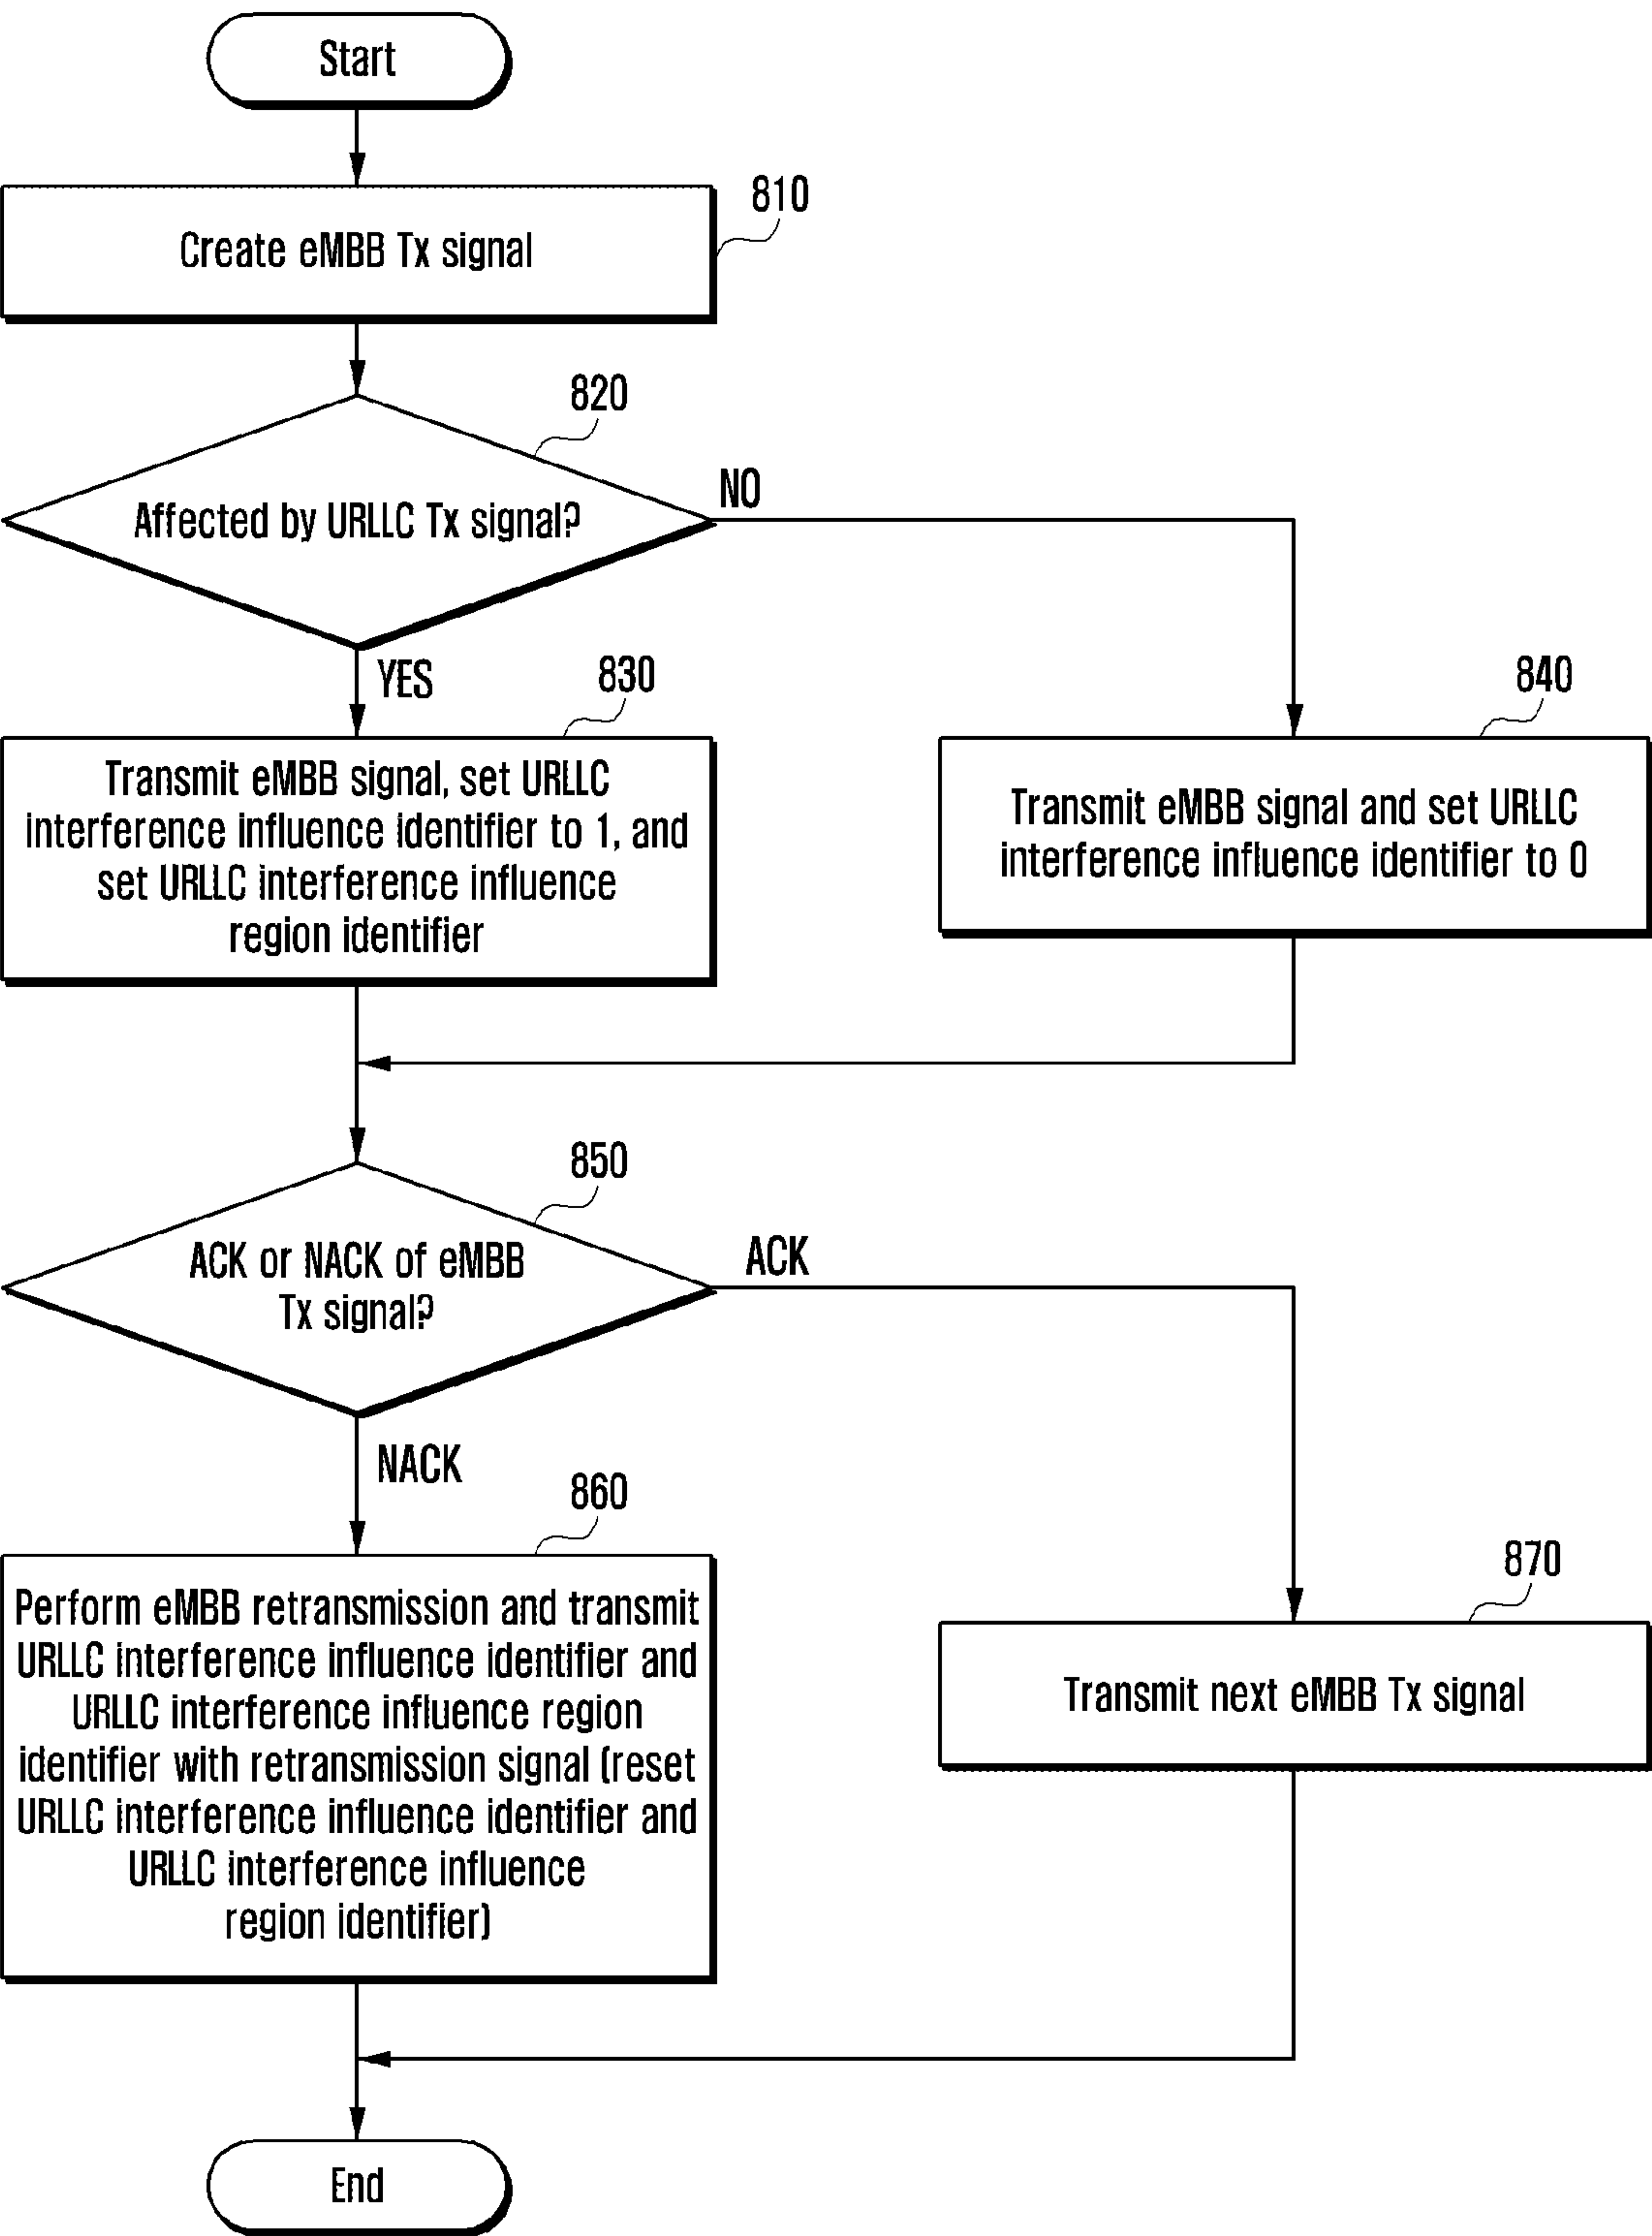 Start
810
Create eMBB Tx signal
820
Affected by URLLC Tx signal?
NO
YES
830
Transmit eMBB signal, set URLLC
interference influence identifier to 1, and
set URLLC interference influence
region identifier
840
Transmit eMBB signal and set URLLC
interference influence identifier to 0
850
ACK or NACK of eMBB
Tx signal?
ACK
NACK
860
Perform eMBB retransmission and transmit
URLLC interference influence identifier and
URLLC interference influence region
identifier with retransmission signal (reset
URLLC interference influence identifier and
URLLC interference influence
region identifier)
870
Transmit next eMBB Tx signal
End